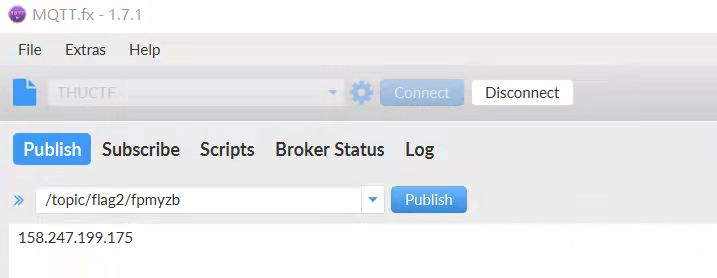 MQTT.fx - 1.7.1
File Extras Help
THUCTF Connect Disconnect
Publish Subscribe Scripts Broker Status Log
/topic/flag2/fpmyzb Publish
158.247.199.175